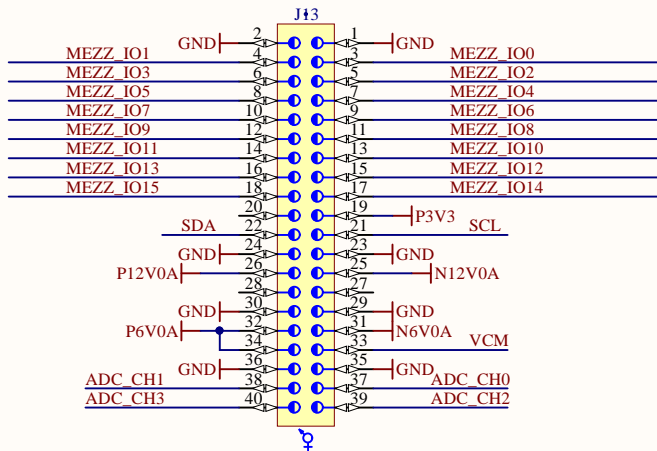 J13
2 1
GND GND
MEZZ_IO1 4 3 MEZZ_IO0
MEZZ_IO3 6 5 MEZZ_IO2
MEZZ_IO5 8 7 MEZZ_IO4
MEZZ_IO7 10 9 MEZZ_IO6
MEZZ_IO9 12 11 MEZZ_IO8
MEZZ_IO11 14 13 MEZZ_IO10
MEZZ_IO13 16 15 MEZZ_IO12
MEZZ_IO15 18 17 MEZZ_IO14
20 19 P3V3
SDA 22 21 SCL
GND 24 23 GND
P12V0A 26 25 N12V0A
28 27
GND 30 29 GND
P6V0A 32 31 N6V0A
34 33 VCM
GND 36 35 GND
ADC_CH1 38 37 ADC_CH0
ADC_CH3 40 39 ADC_CH2